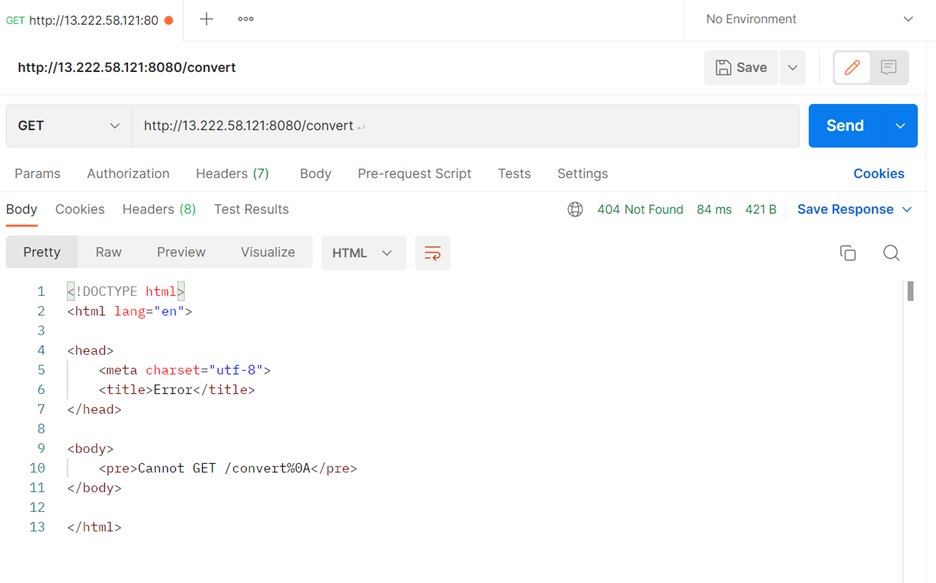 GET http://13.222.58.121:80
No Environment
http://13.222.58.121:8080/convert
Save
GET http://13.222.58.121:8080/convert ↵
Send
Params Authorization Headers (7) Body Pre-request Script Tests Settings Cookies
Body Cookies Headers (8) Test Results 404 Not Found 84 ms 421 B Save Response
Pretty Raw Preview Visualize HTML
1 <!DOCTYPE html>
2 <html lang="en">
3
4 <head>
5 <meta charset="utf-8">
6 <title>Error</title>
7 </head>
8
9 <body>
10 <pre>Cannot GET /convert%0A</pre>
11 </body>
12
13 </html>